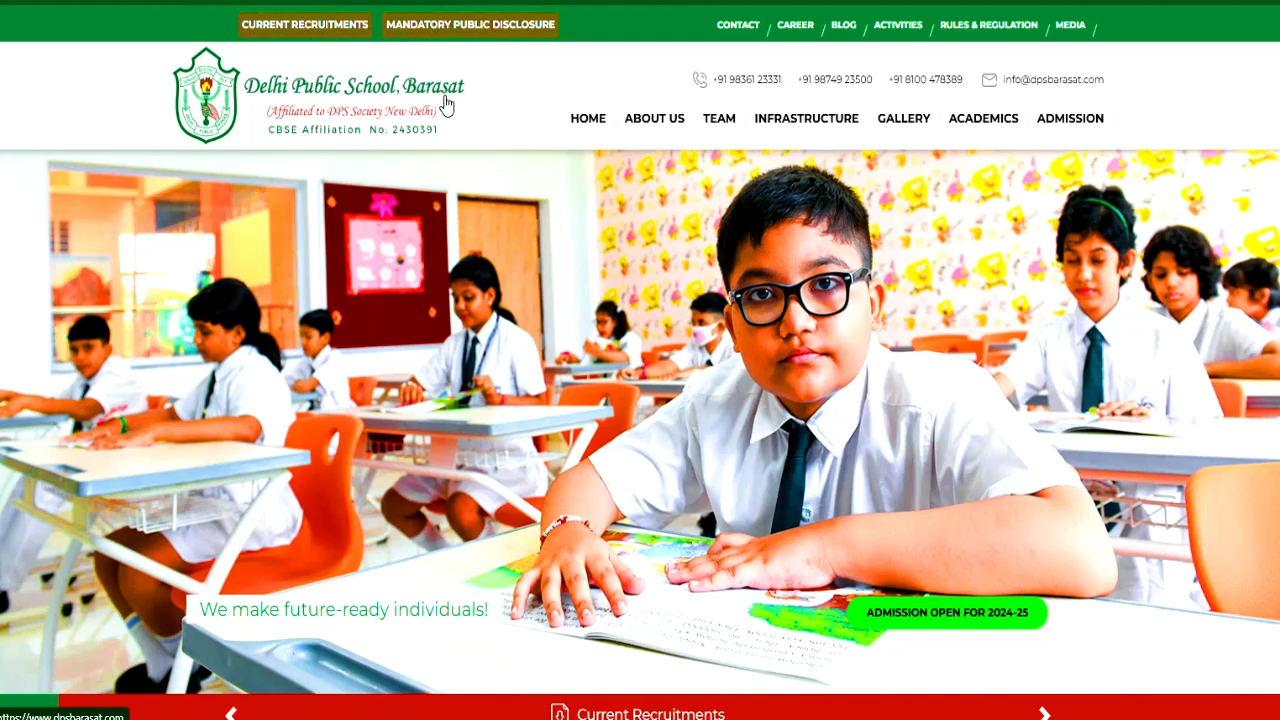 CURRENT RECRUITMENTS
MANDATORY PUBLIC DISCLOSURE
CONTACT / CAREER / BLOG / ACTIVITIES / RULES & REGULATION / MEDIA /
Delhi Public School, Barasat
(Affiliated to DPS Society New Delhi)
CBSE Affiliation No: 2430391
+91 98361 23331
+91 98749 23500
+91 8100 478389
info@dpsbarasat.com
HOME
ABOUT US
TEAM
INFRASTRUCTURE
GALLERY
ACADEMICS
ADMISSION
We make future-ready individuals!
ADMISSION OPEN FOR 2024-25
Current Recruitments
https://www.dpsbarasat.com